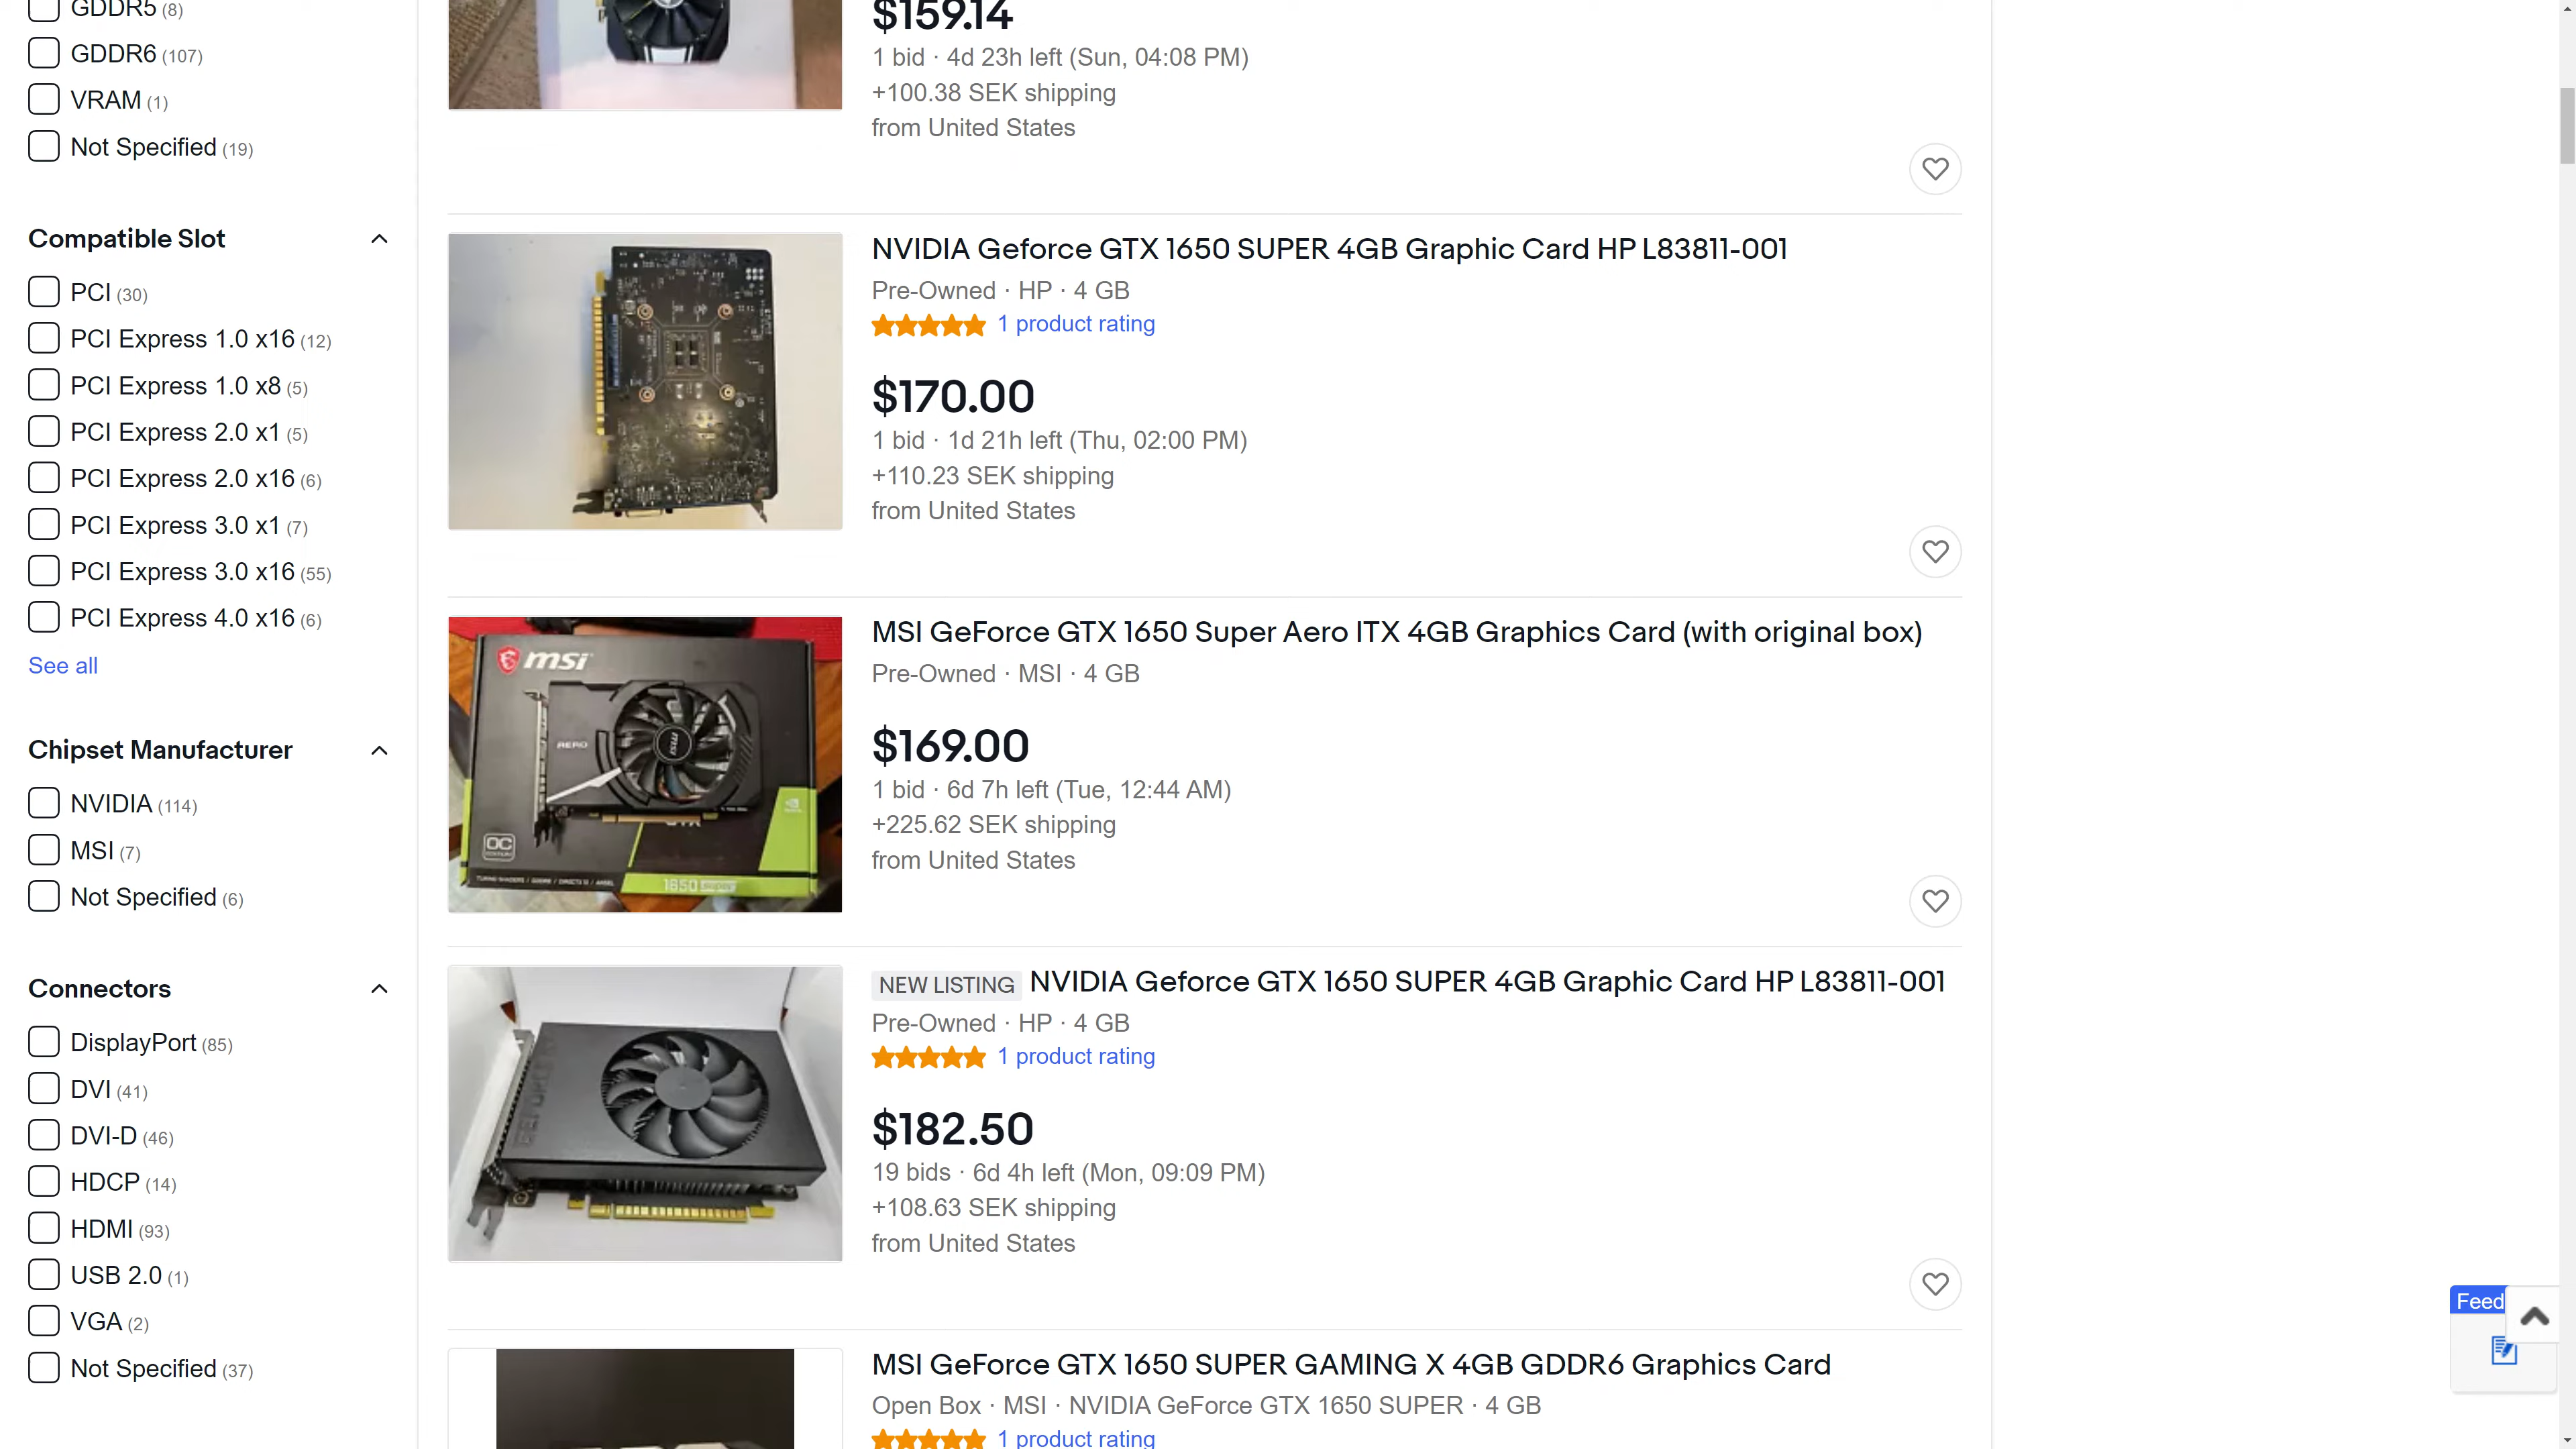 GDDR5 (8)
GDDR6 (107)
VRAM (1)
Not Specified (19)
Compatible Slot
PCI (30)
PCI Express 1.0 x16 (12)
PCI Express 1.0 x8 (5)
PCI Express 2.0 x1 (5)
PCI Express 2.0 x16 (6)
PCI Express 3.0 x1 (7)
PCI Express 3.0 x16 (55)
PCI Express 4.0 x16 (6)
See all
Chipset Manufacturer
NVIDIA (114)
MSI (7)
Not Specified (6)
Connectors
DisplayPort (85)
DVI (41)
DVI-D (46)
HDCP (14)
HDMI (93)
USB 2.0 (1)
VGA (2)
Not Specified (37)
$159.14
1 bid · 4d 23h left (Sun, 04:08 PM)
+100.38 SEK shipping
from United States
NVIDIA Geforce GTX 1650 SUPER 4GB Graphic Card HP L83811-001
Pre-Owned · HP · 4 GB
1 product rating
$170.00
1 bid · 1d 21h left (Thu, 02:00 PM)
+110.23 SEK shipping
from United States
msi
AERO
msi
OC
GTX
1650 SUPER
MSI GeForce GTX 1650 Super Aero ITX 4GB Graphics Card (with original box)
Pre-Owned · MSI · 4 GB
$169.00
1 bid · 6d 7h left (Tue, 12:44 AM)
+225.62 SEK shipping
from United States
NEW LISTING NVIDIA Geforce GTX 1650 SUPER 4GB Graphic Card HP L83811-001
Pre-Owned · HP · 4 GB
1 product rating
$182.50
19 bids · 6d 4h left (Mon, 09:09 PM)
+108.63 SEK shipping
from United States
MSI GeForce GTX 1650 SUPER GAMING X 4GB GDDR6 Graphics Card
Open Box · MSI · NVIDIA GeForce GTX 1650 SUPER · 4 GB
1 product rating
Feed